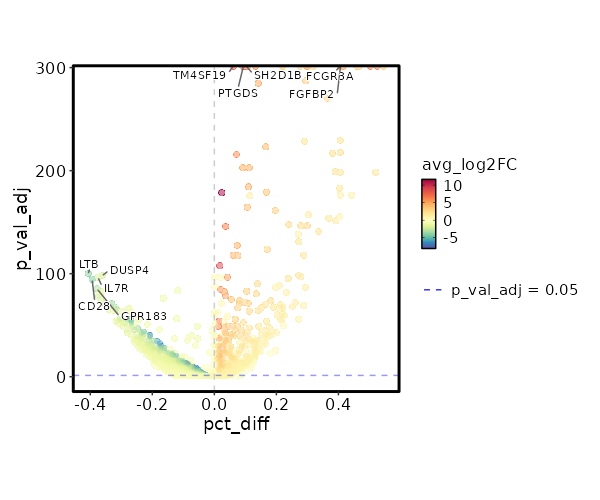 300
200
100
0
-0.4
-0.2
0.0
0.2
0.4
pct_diff
p_val_adj
TM4SF19
SH2D1B
FCGR3A
PTGDS
FGFBP2
LTB
DUSP4
IL7R
CD28
GPR183
avg_log2FC
10
5
0
-5
p_val_adj = 0.05